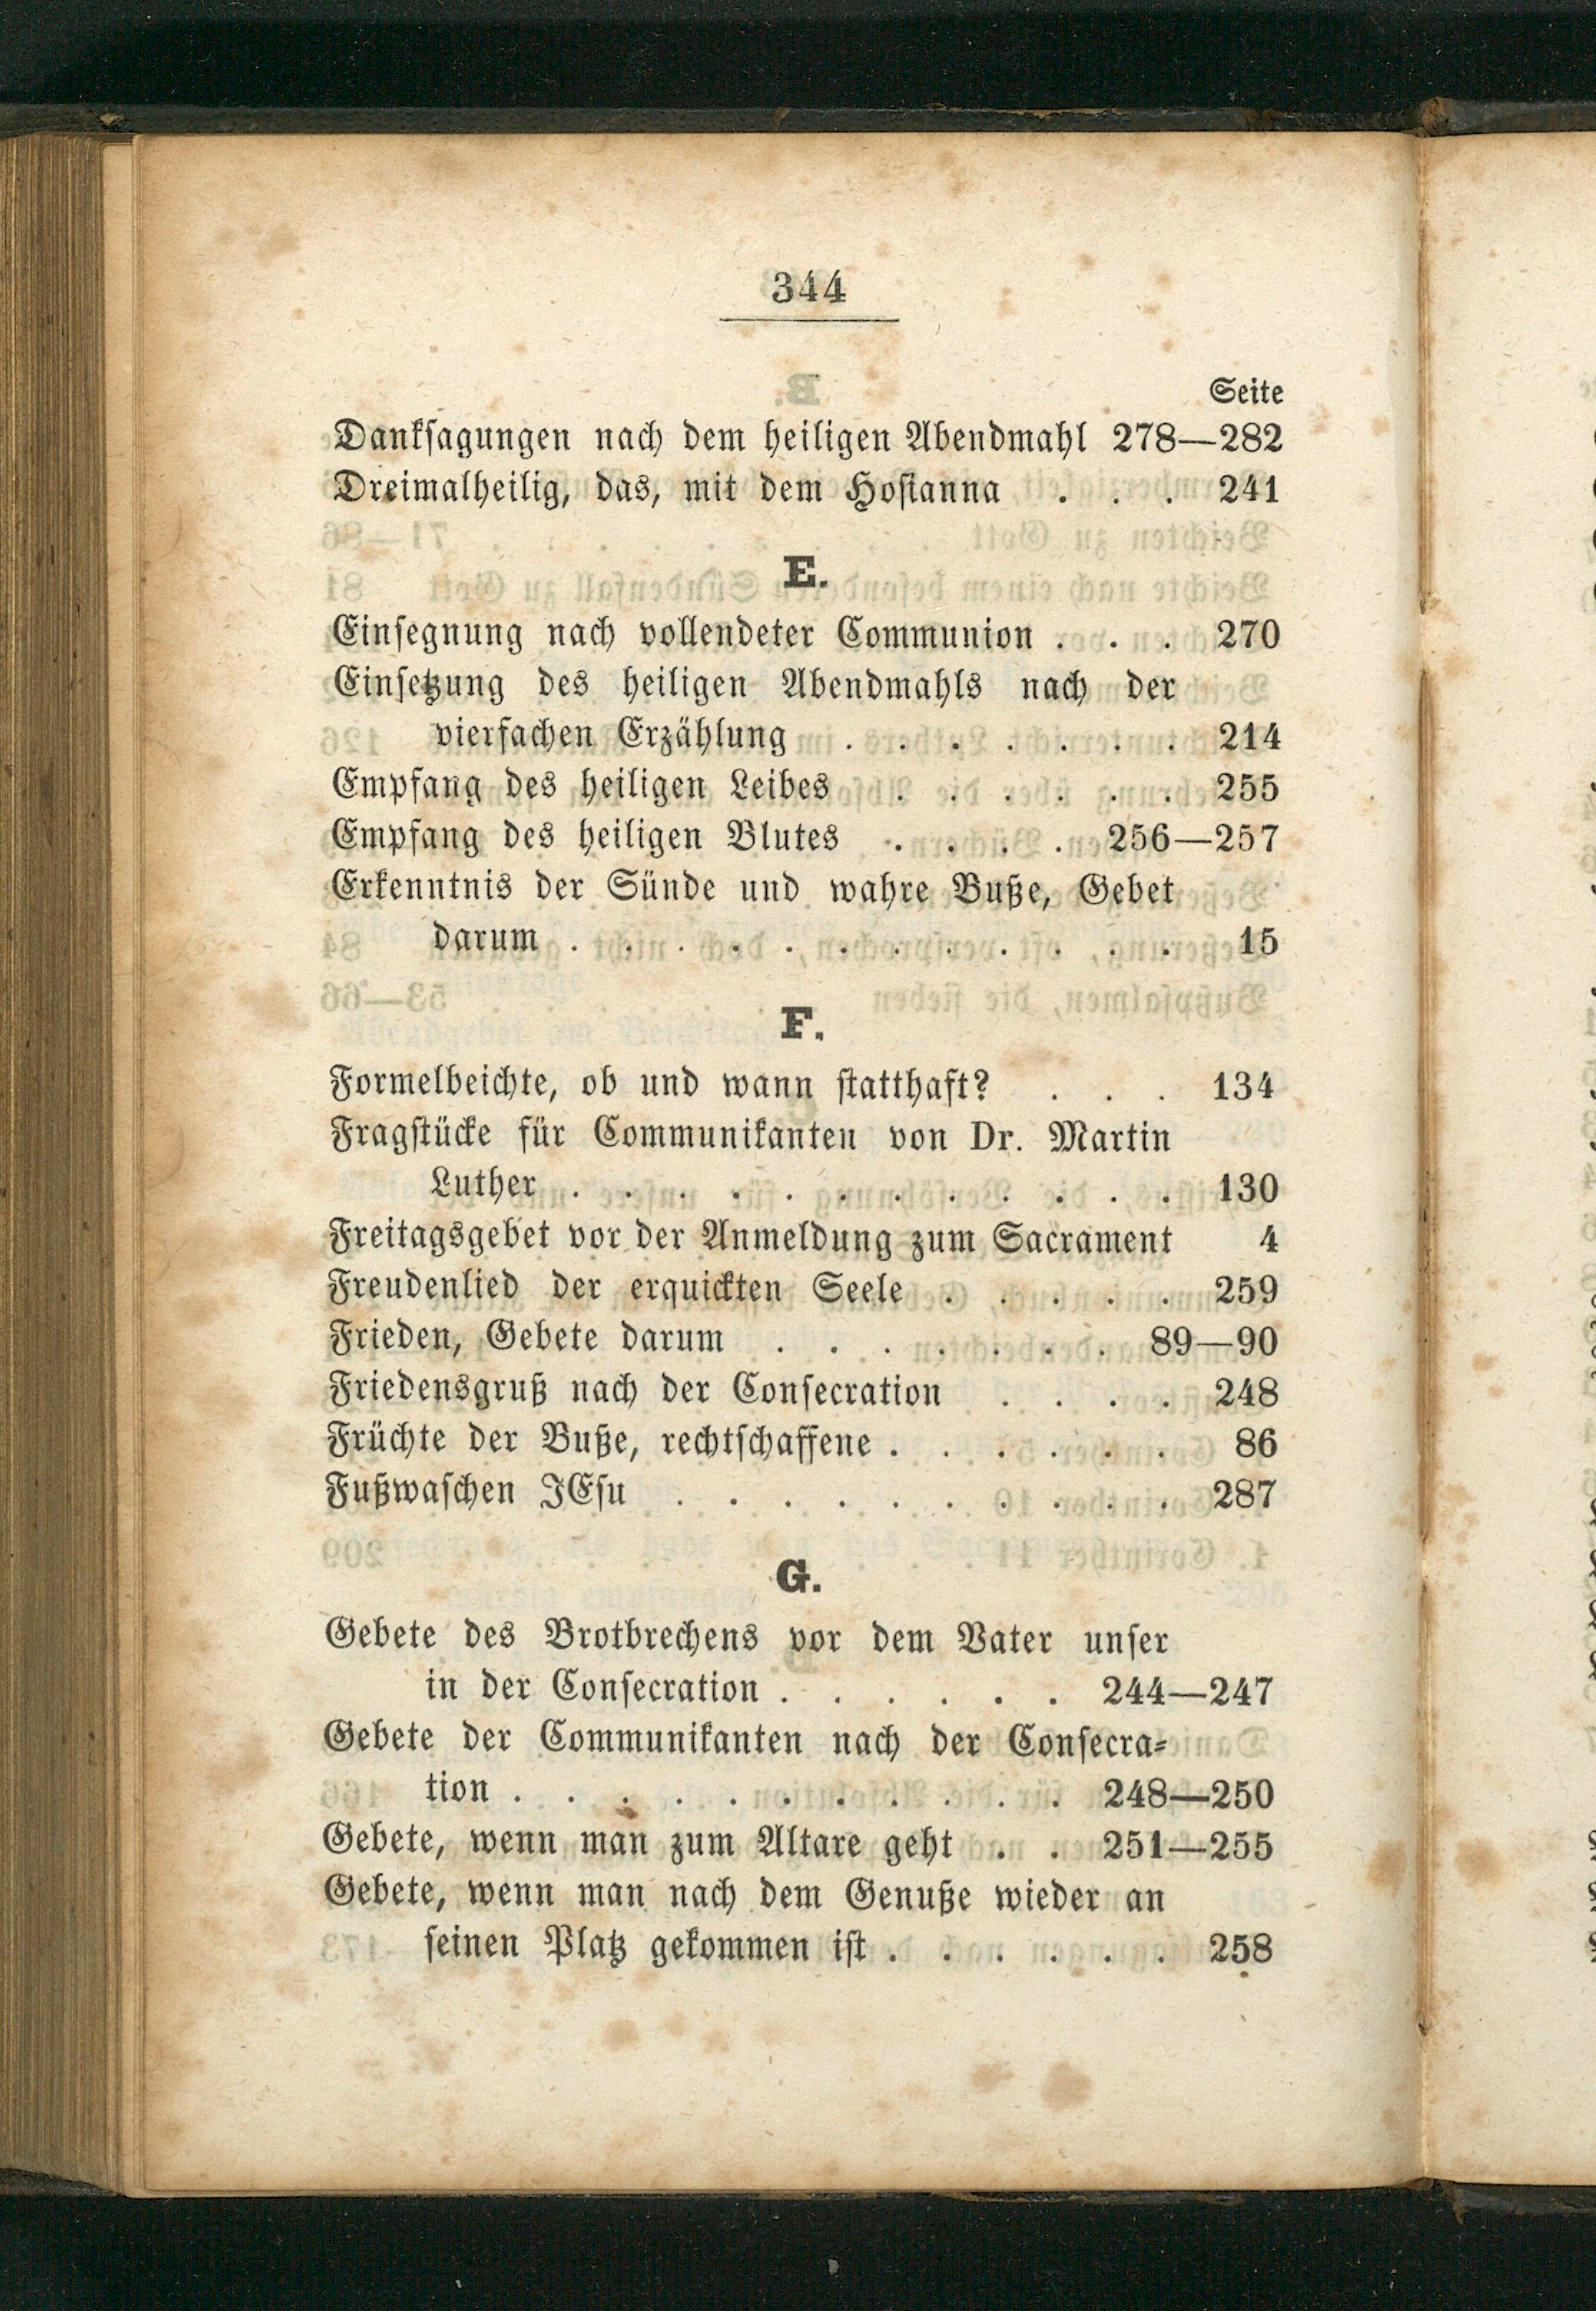 344
Seite
Danksagungen nach dem heiligen Abendmahl 278—282
Dreimalheilig, das, mit dem Hosianna . . . 241
E.
Einsegnung nach vollendeter Communion . . . 270
Einsetzung des heiligen Abendmahls nach der
vierfachen Erzählung . . . . . . . 214
Empfang des heiligen Leibes . . . . . . 255
Empfang des heiligen Blutes . . . . 256—257
Erkenntnis der Sünde und wahre Buße, Gebet
darum . . . . . . . . . . . . 15
F.
Formelbeichte, ob und wann statthaft? . . . 134
Fragstücke für Communikanten von Dr. Martin
Luther . . . . . . . . . . . . 130
Freitagsgebet vor der Anmeldung zum Sacrament 4
Freudenlied der erquickten Seele . . . . . 259
Frieden, Gebete darum . . . . . . . 89—90
Friedensgruß nach der Consecration . . . . 248
Früchte der Buße, rechtschaffene . . . . . . 86
Fußwaschen JEsu . . . . . . . . . . 287
G.
Gebete des Brotbrechens vor dem Vater unser
in der Consecration . . . . . . 244—247
Gebete der Communikanten nach der Consecra-
tion . . . . . . . . . . . 248—250
Gebete, wenn man zum Altare geht . . 251—255
Gebete, wenn man nach dem Genuße wieder an
seinen Platz gekommen ist . . . . . . 258